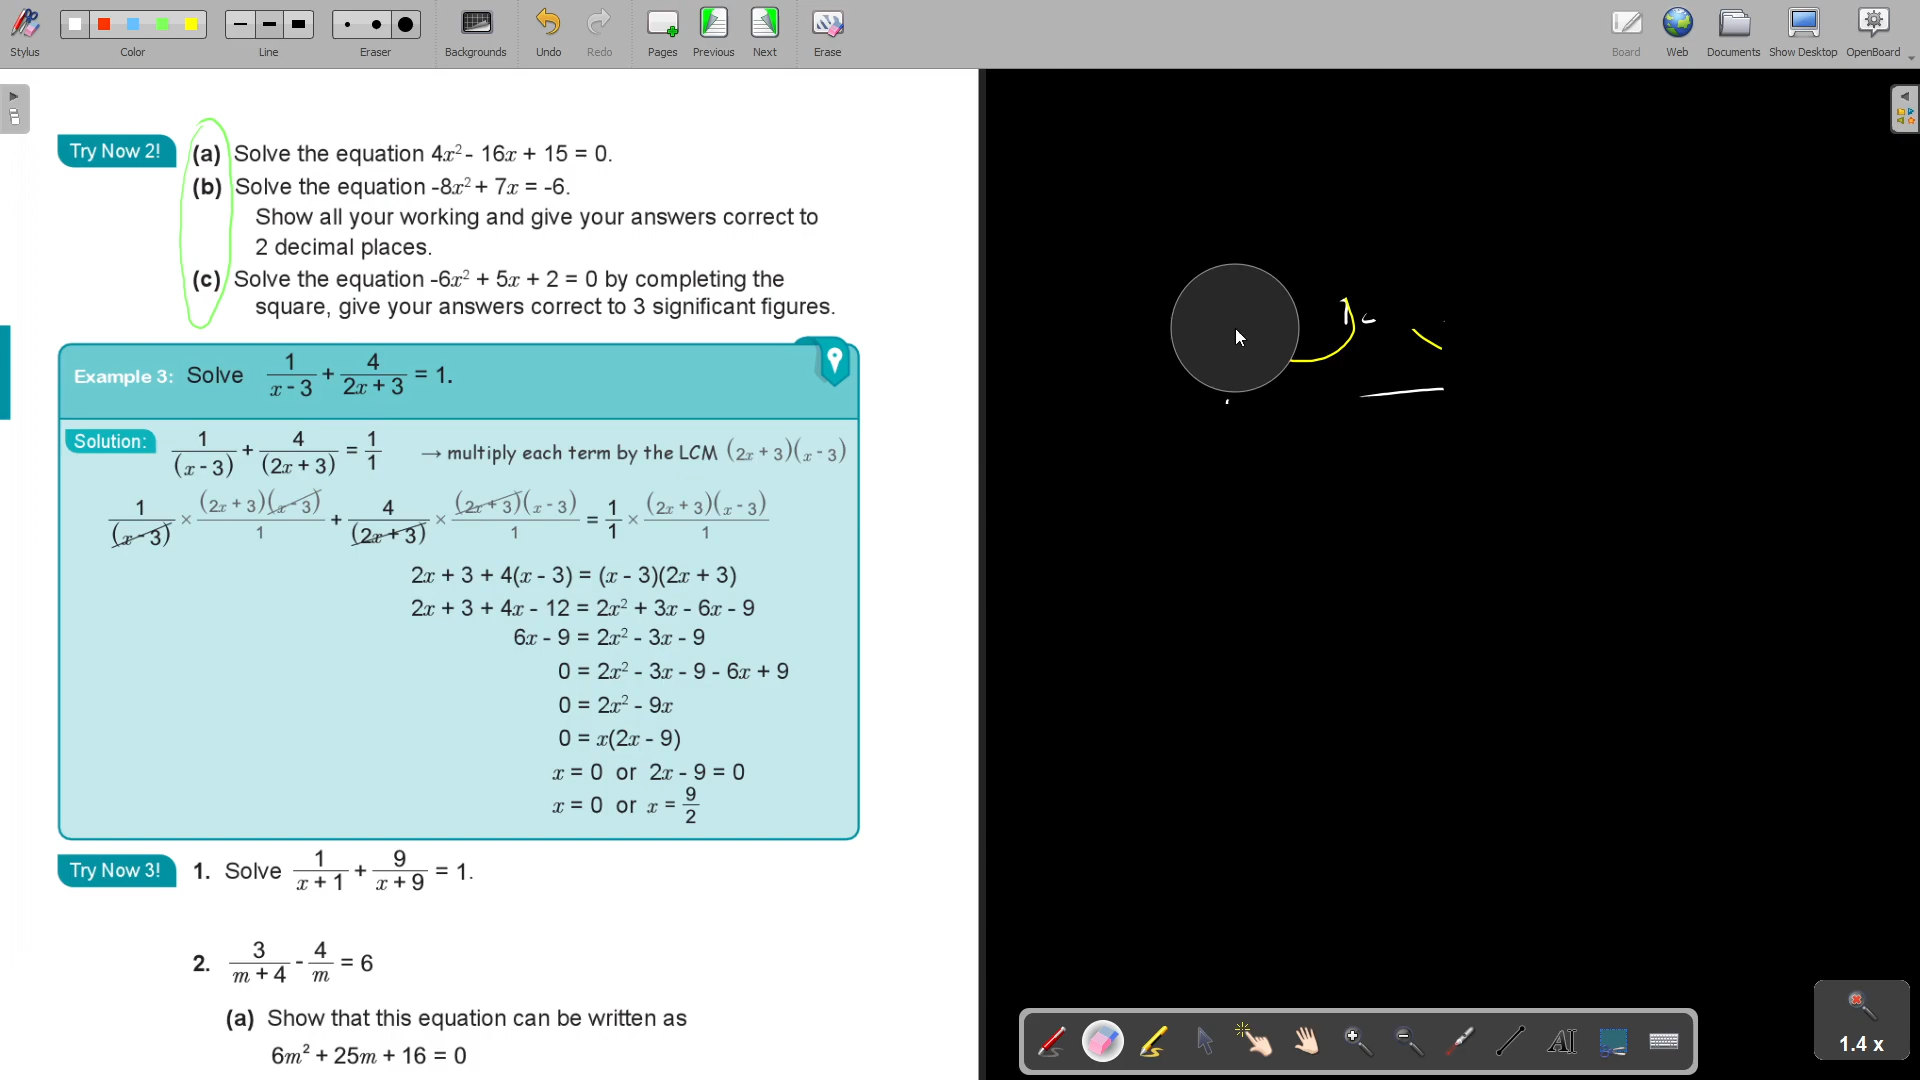 Stylus Color Line Eraser Backgrounds Undo Redo Pages Previous Next Erase Board Web Documents Show Desktop OpenBoard
Try Now 2! (a) Solve the equation 4x² - 16x + 15 = 0.
(b) Solve the equation -8x² + 7x = -6.
Show all your working and give your answers correct to
2 decimal places.
(c) Solve the equation -6x² + 5x + 2 = 0 by completing the
square, give your answers correct to 3 significant figures.
Example 3: Solve 1/(x - 3) + 4/(2x + 3) = 1.
Solution: 1/(x - 3) + 4/(2x + 3) = 1/1 → multiply each term by the LCM (2x + 3)(x - 3)
1/(x - 3) × (2x + 3)(x - 3)/1 + 4/(2x + 3) × (2x + 3)(x - 3)/1 = 1/1 × (2x + 3)(x - 3)/1
2x + 3 + 4(x - 3) = (x - 3)(2x + 3)
2x + 3 + 4x - 12 = 2x² + 3x - 6x - 9
6x - 9 = 2x² - 3x - 9
0 = 2x² - 3x - 9 - 6x + 9
0 = 2x² - 9x
0 = x(2x - 9)
x = 0 or 2x - 9 = 0
x = 0 or x = 9/2
Try Now 3! 1. Solve 1/(x + 1) + 9/(x + 9) = 1.
2. 3/(m + 4) - 4/m = 6
(a) Show that this equation can be written as
6m² + 25m + 16 = 0
AI
1.4 x